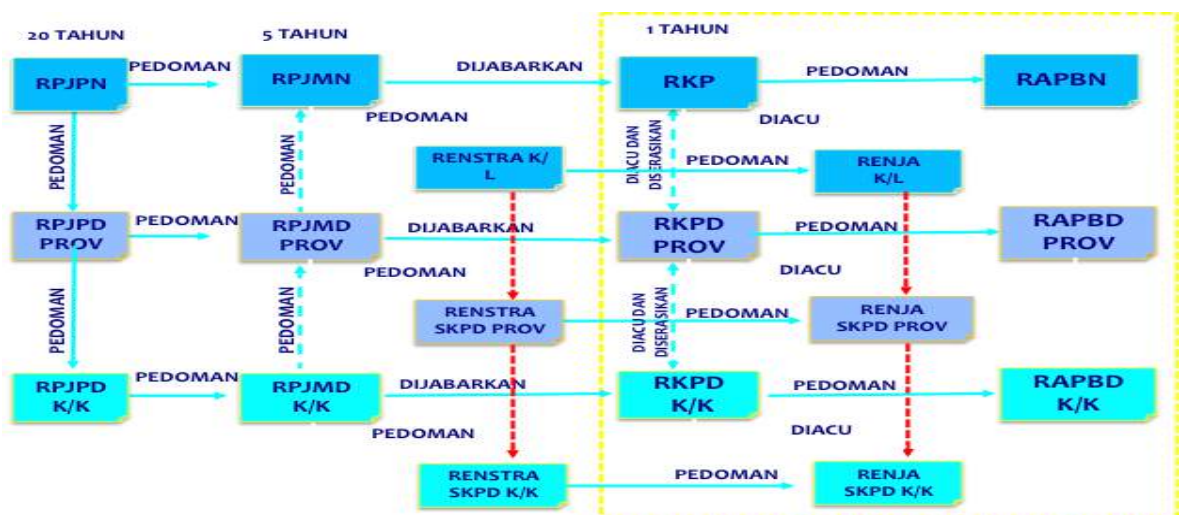 20 TAHUN
5 TAHUN
1 TAHUN
RPJPN
PEDOMAN
RPJMN
DIJABARKAN
RKP
PEDOMAN
RAPBN
PEDOMAN
PEDOMAN
PEDOMAN
DIACU DAN
DISERASIKAN
DIACU
RENSTRA K/
L
PEDOMAN
RENJA
K/L
RPJPD
PROV
PEDOMAN
RPJMD
PROV
DIJABARKAN
RKPD
PROV
PEDOMAN
RAPBD
PROV
PEDOMAN
PEDOMAN
PEDOMAN
DIACU DAN
DISERASIKAN
DIACU
RENSTRA
SKPD PROV
PEDOMAN
RENJA
SKPD PROV
RPJPD
K/K
PEDOMAN
RPJMD
K/K
DIJABARKAN
RKPD
K/K
PEDOMAN
RAPBD
K/K
PEDOMAN
DIACU
RENSTRA
SKPD K/K
PEDOMAN
RENJA
SKPD K/K